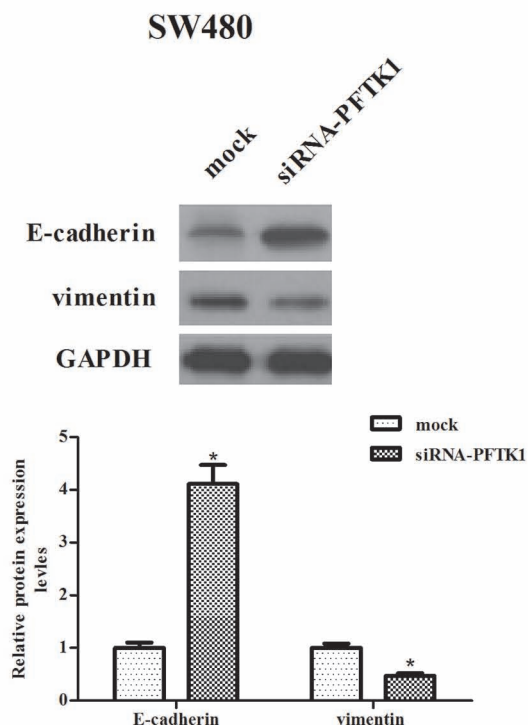 SW480
mock
siRNA-PFTK1
E-cadherin
vimentin
GAPDH
mock
siRNA-PFTK1
Relative protein expression
levles
5
4
3
2
1
0
*
*
E-cadherin
vimentin